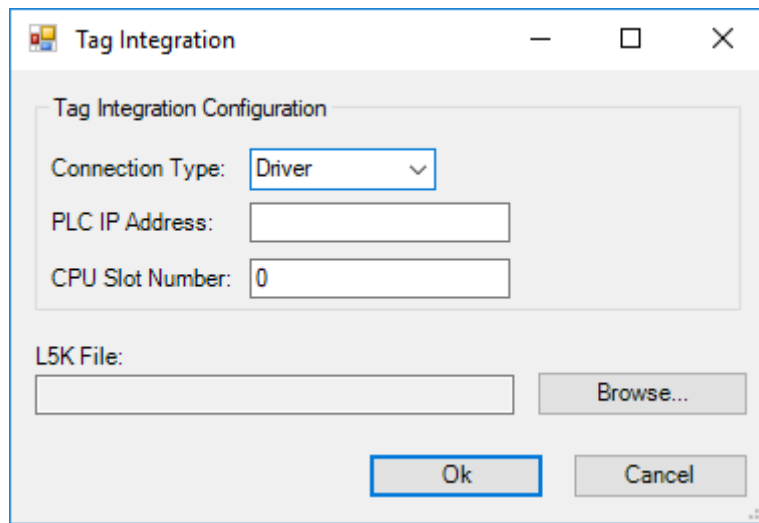 Tag Integration
Tag Integration Configuration
Connection Type: Driver
PLC IP Address:
CPU Slot Number: 0
L5K File:
Browse...
Ok Cancel